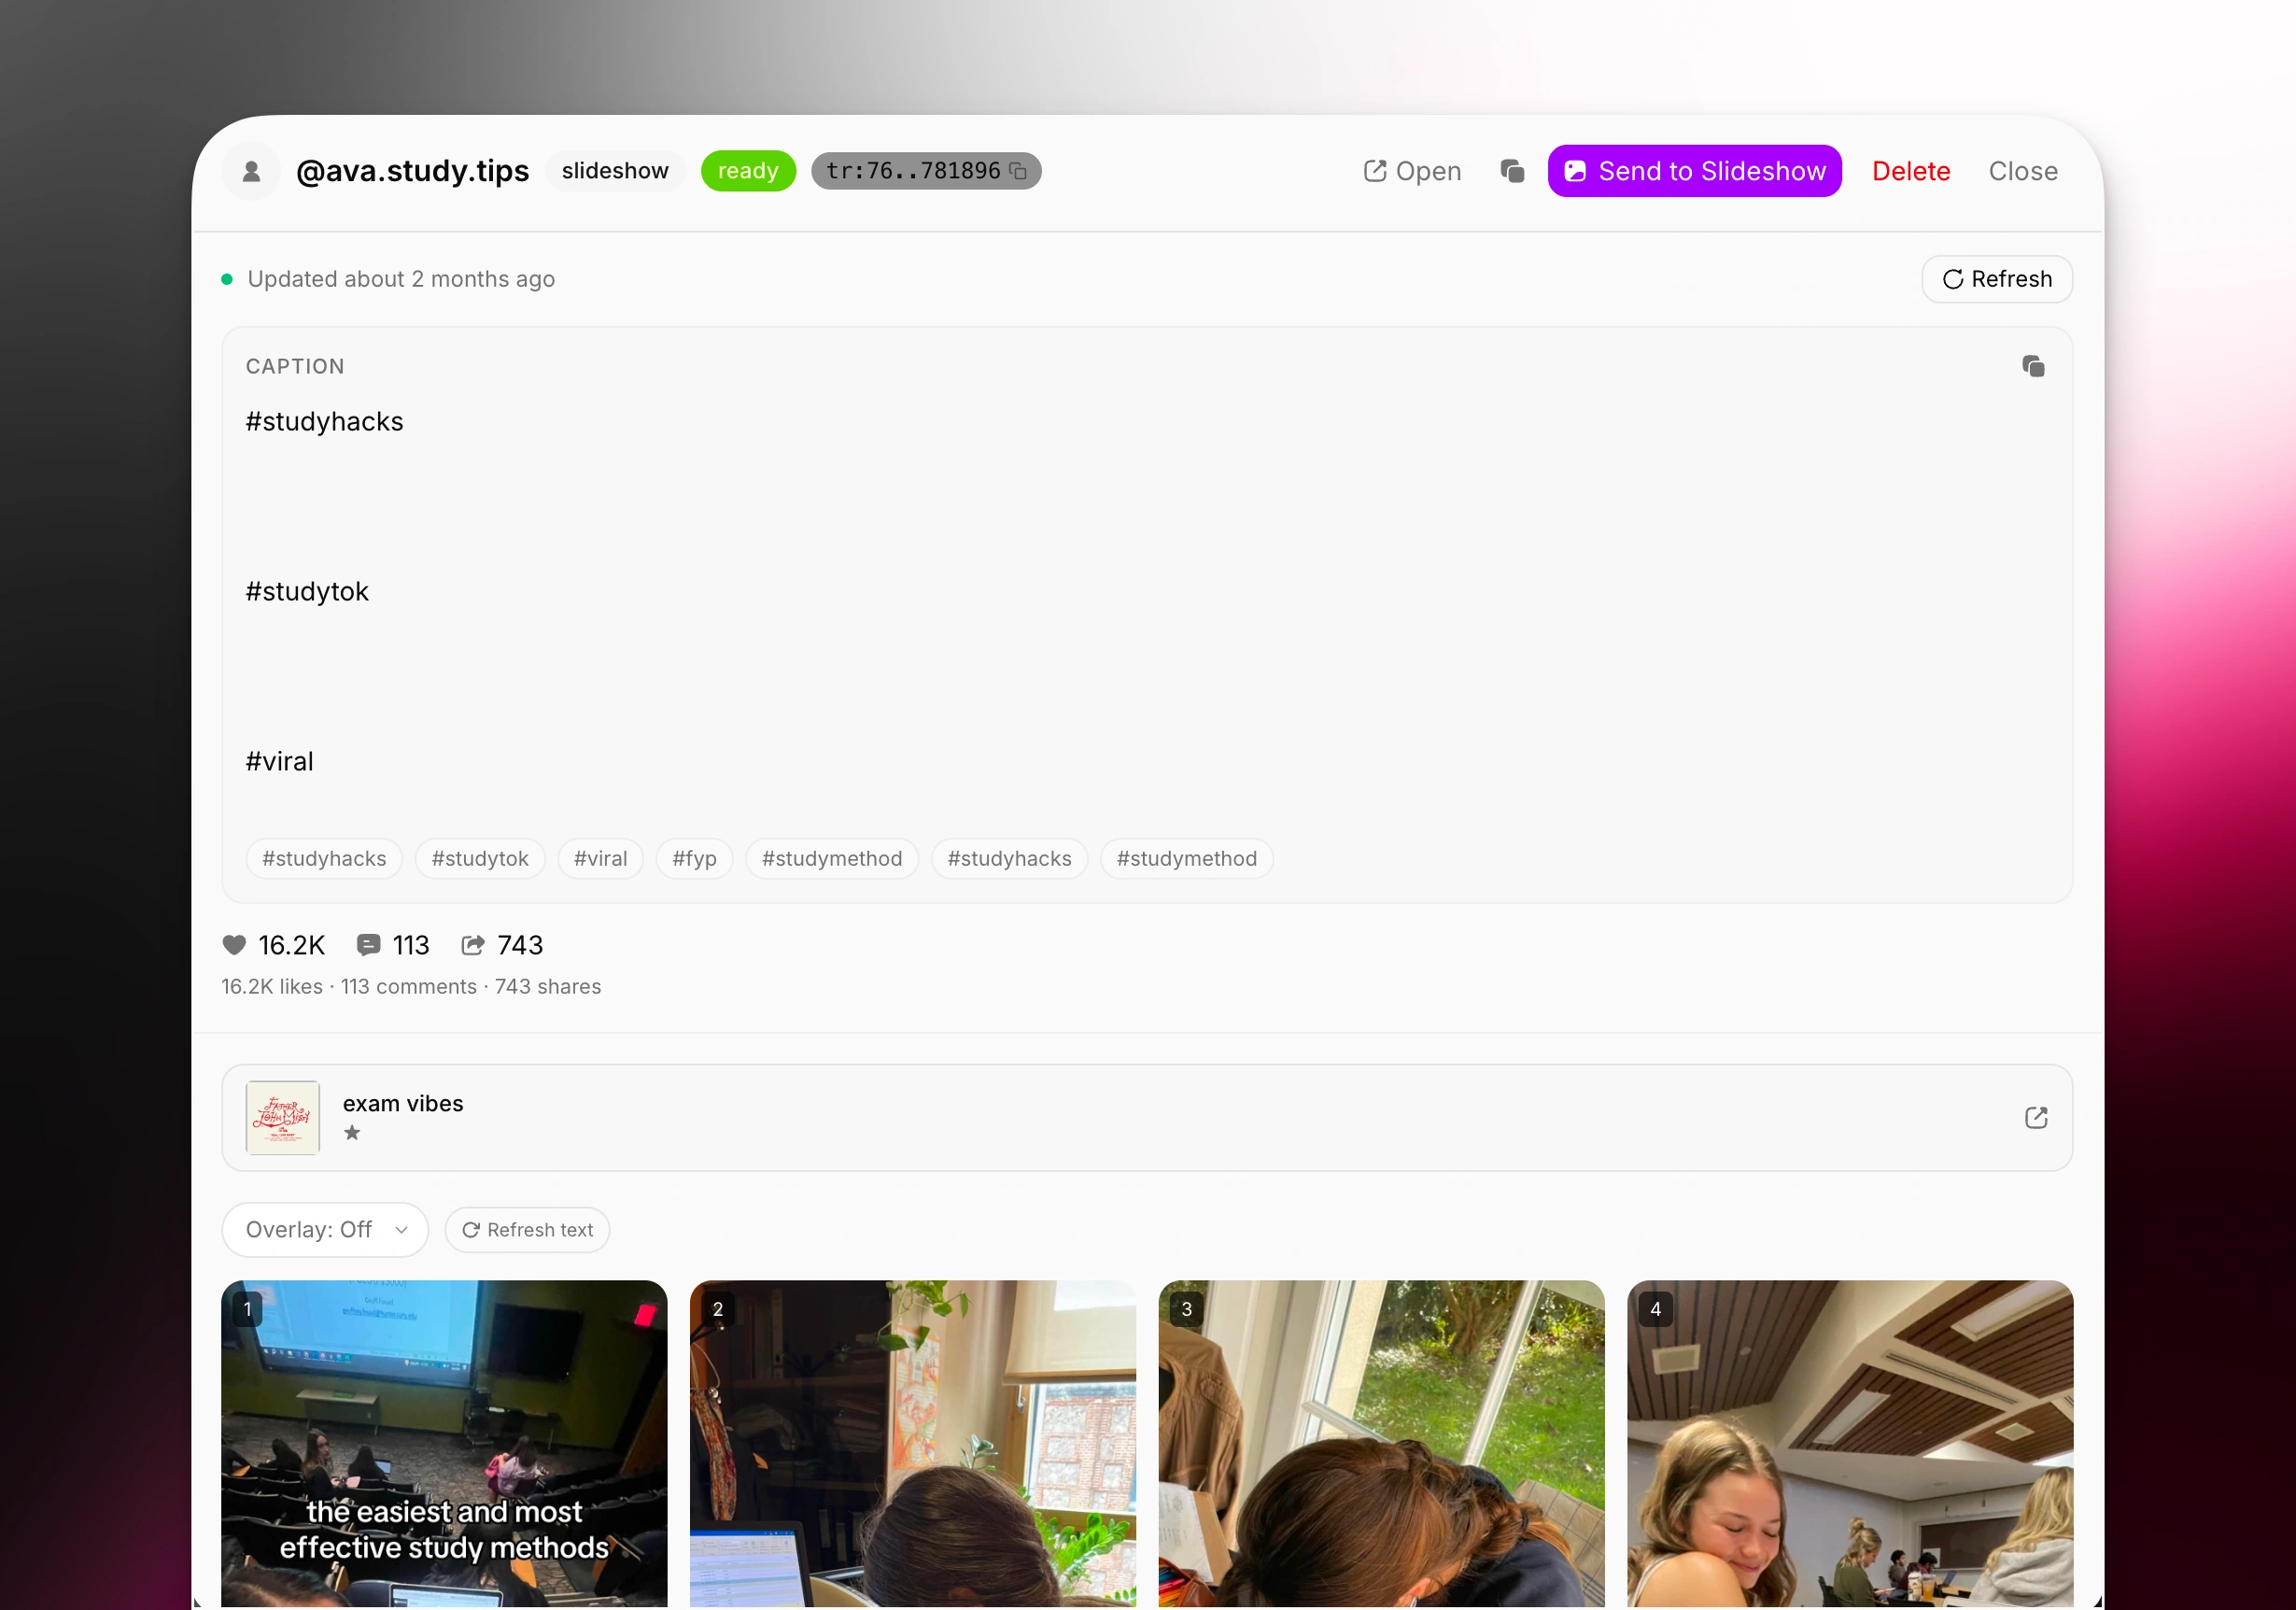 @ava.study.tips slideshow ready tr:76..781896 Open Send to Slideshow Delete Close
Updated about 2 months ago Refresh
CAPTION
#studyhacks
#studytok
#viral
#studyhacks #studytok #viral #fyp #studymethod #studyhacks #studymethod
16.2K 113 743
16.2K likes · 113 comments · 743 shares
FATHER
JOHN MISTY
exam vibes
★
Overlay: Off Refresh text
1 2 3 4
the easiest and most
effective study methods